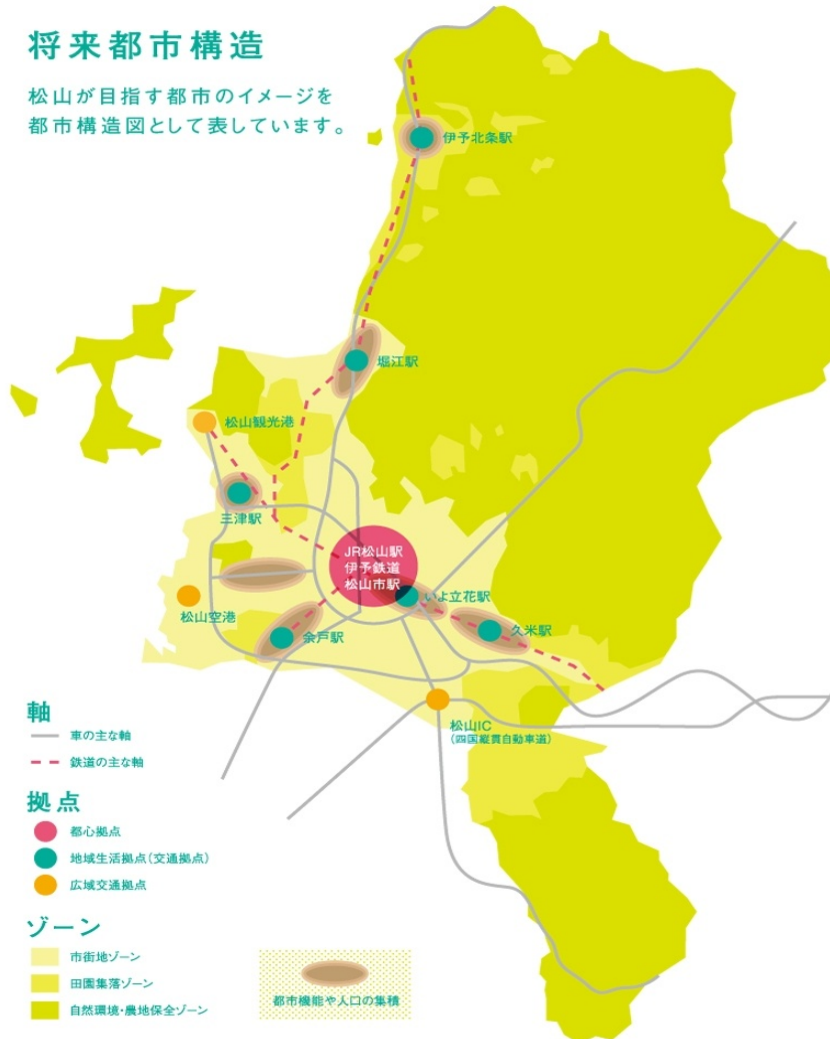 将来都市構造
松山が目指す都市のイメージを
都市構造図として表しています。
伊予北条駅
堀江駅
松山観光港
三津駅
JR松山駅
伊予鉄道
松山市駅
いよ立花駅
松山空港
余戸駅
久米駅
松山IC
(四国縦貫自動車道)
軸
車の主な軸
鉄道の主な軸
拠点
都心拠点
地域生活拠点(交通拠点)
広域交通拠点
ゾーン
市街地ゾーン
田園集落ゾーン
自然環境・農地保全ゾーン
都市機能や人口の集積